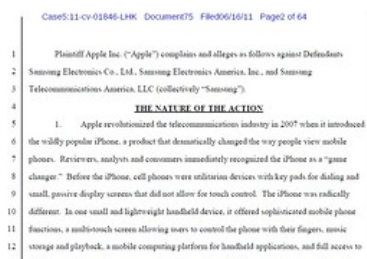 Case5:11-cv-01846-LHK Document75 Filed06/16/11 Page2 of 64
1 Plaintiff Apple Inc. ("Apple") complains and alleges as follows against Defendants
2 Samsung Electronics Co., Ltd., Samsung Electronics America, Inc., and Samsung
3 Telecommunications America, LLC (collectively "Samsung").
4 THE NATURE OF THE ACTION
5 1. Apple revolutionized the telecommunications industry in 2007 when it introduced
6 the wildly popular iPhone, a product that dramatically changed the way people view mobile
7 phones. Reviewers, analysts and consumers immediately recognized the iPhone as a "game
8 changer." Before the iPhone, cell phones were utilitarian devices with key pads for dialing and
9 small, passive display screens that did not allow for touch control. The iPhone was radically
10 different. In one small and lightweight handheld device, it offered sophisticated mobile phone
11 functions, a multi-touch screen allowing users to control the phone with their fingers, music
12 storage and playback, a mobile computing platform for handheld applications, and full access to